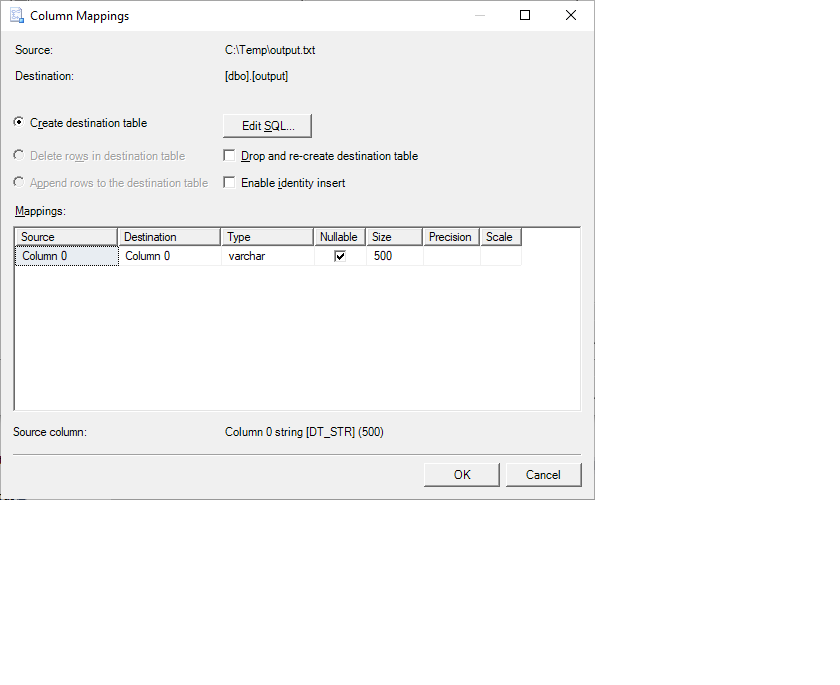 Column Mappings
Source: C:\Temp\output.txt
Destination: [dbo].[output]
Create destination table Edit SQL...
Delete rows in destination table Drop and re-create destination table
Append rows to the destination table Enable identity insert
Mappings:
Source Destination Type Nullable Size Precision Scale
Column 0 Column 0 varchar 500
Source column: Column 0 string [DT_STR] (500)
OK Cancel